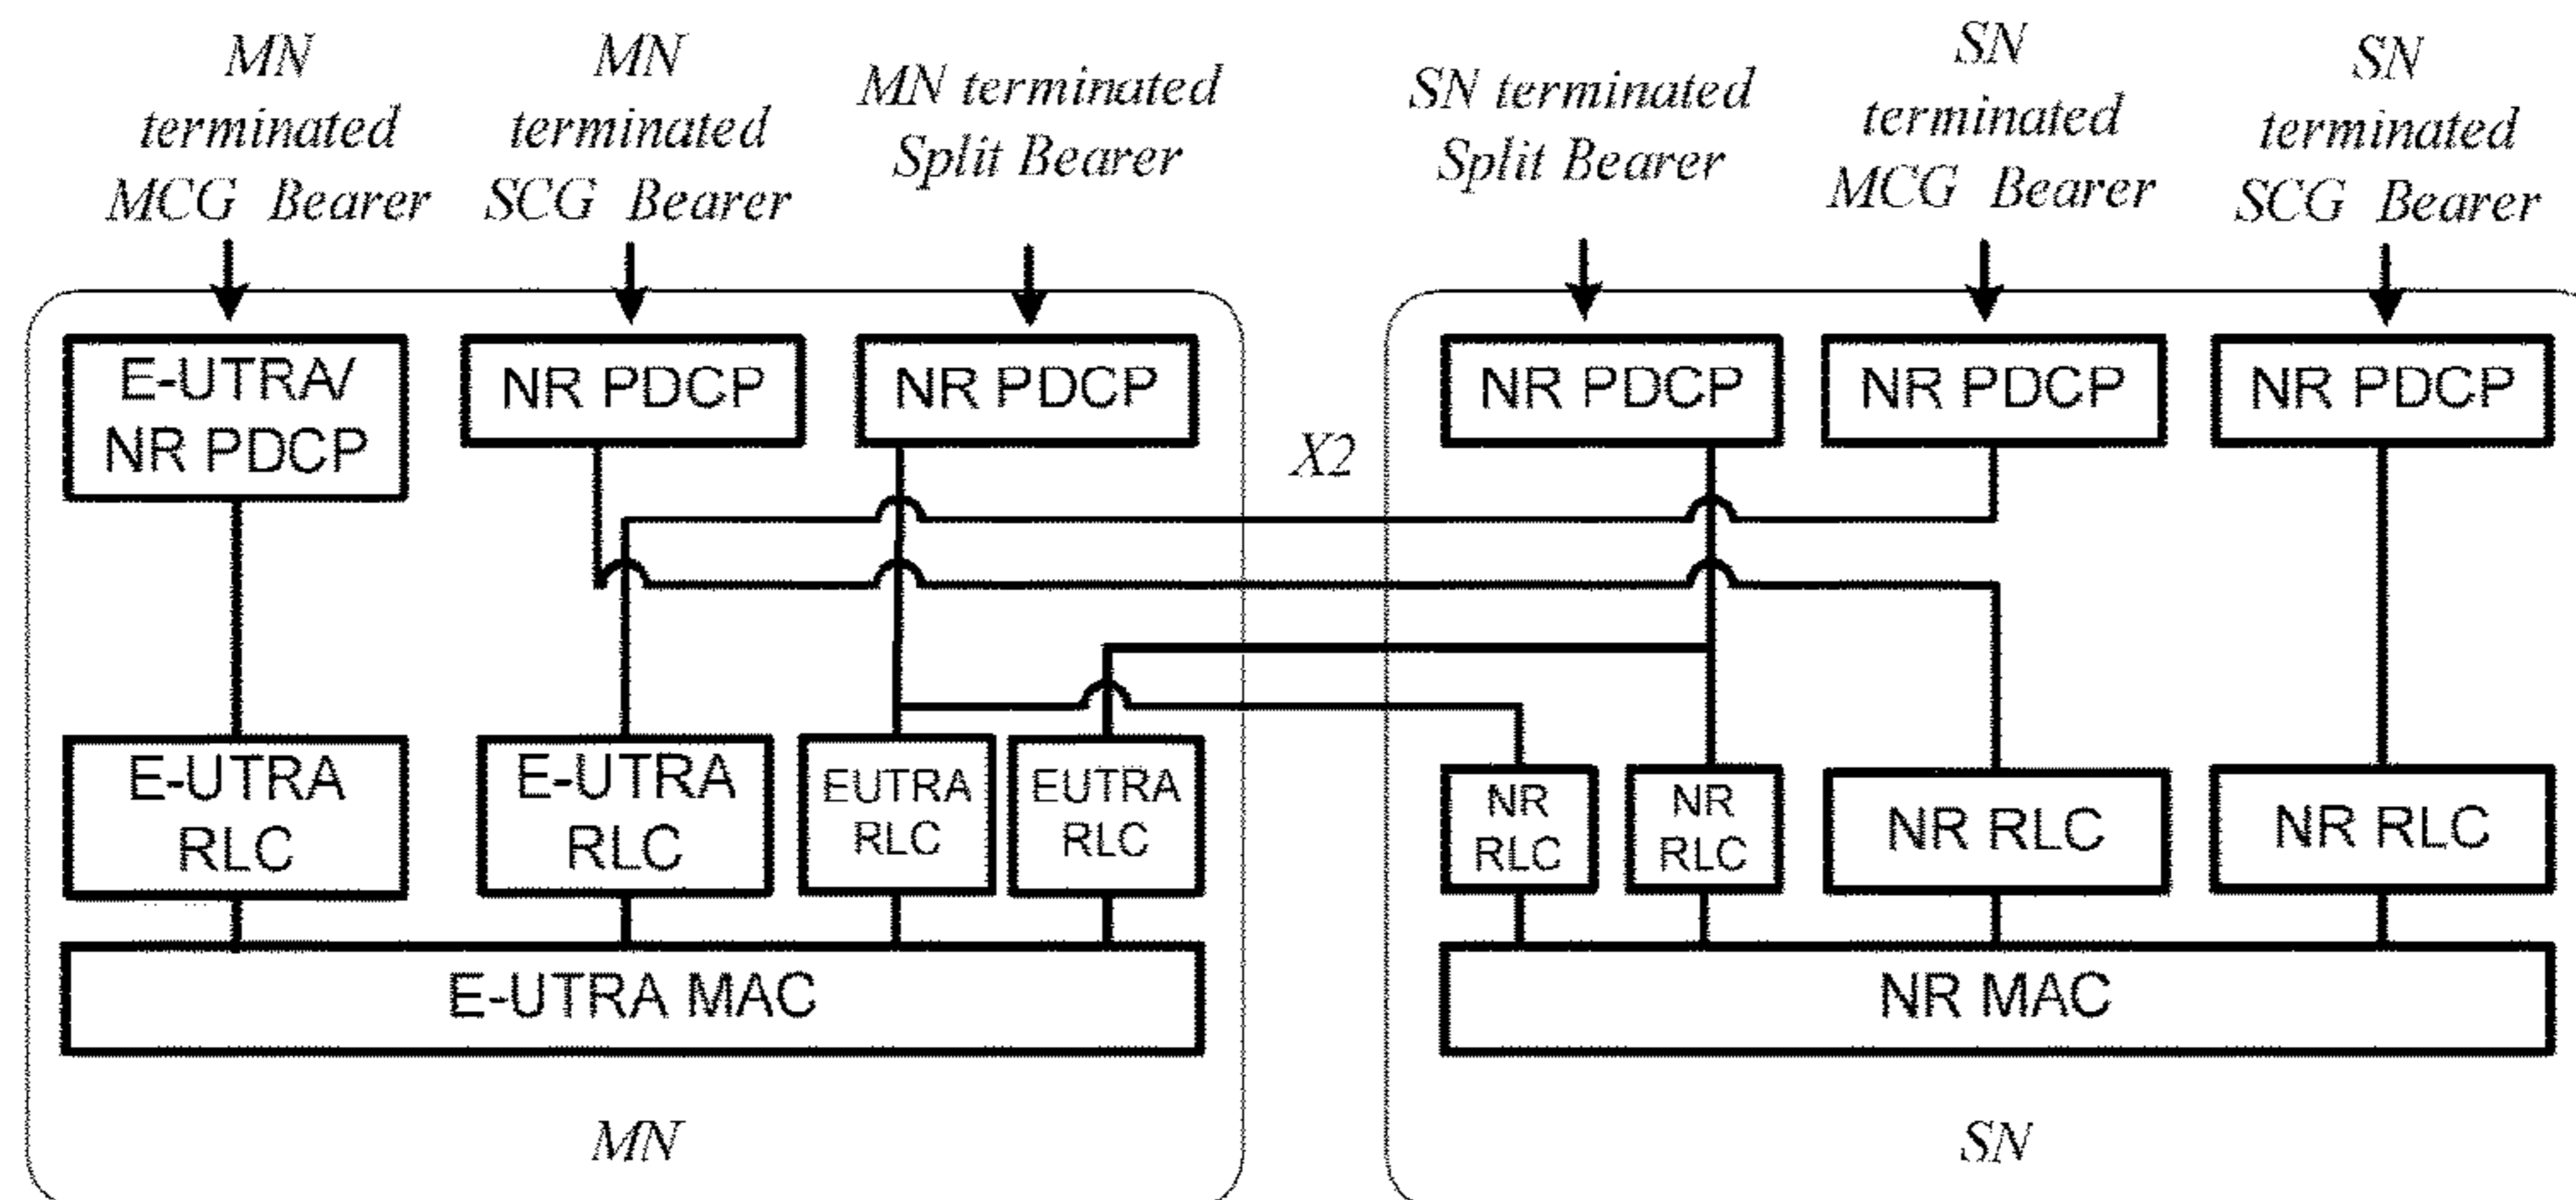 MN
terminated
MCG Bearer
MN
terminated
SCG Bearer
MN terminated
Split Bearer
SN terminated
Split Bearer
SN
terminated
MCG Bearer
SN
terminated
SCG Bearer
E-UTRA/
NR PDCP
NR PDCP
NR PDCP
X2
NR PDCP
NR PDCP
NR PDCP
E-UTRA
RLC
E-UTRA
RLC
EUTRA
RLC
EUTRA
RLC
NR
RLC
NR
RLC
NR RLC
NR RLC
E-UTRA MAC
NR MAC
MN
SN